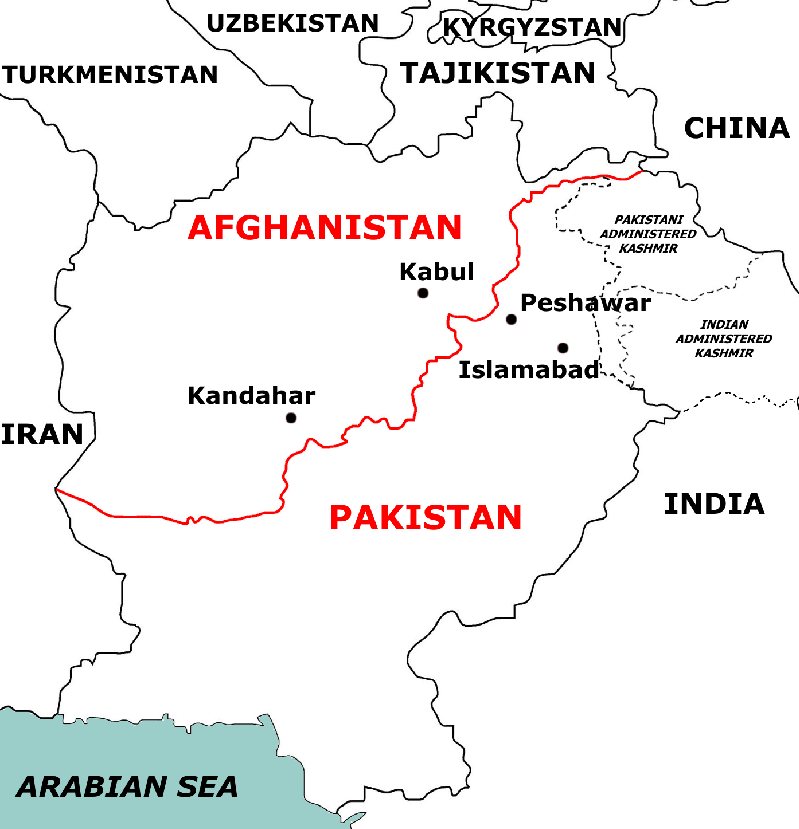 UZBEKISTAN
KYRGYZSTAN
TURKMENISTAN
TAJIKISTAN
CHINA
AFGHANISTAN
PAKISTANI
ADMINISTERED
KASHMIR
Kabul
Peshawar
INDIAN
ADMINISTERED
KASHMIR
Islamabad
Kandahar
IRAN
INDIA
PAKISTAN
ARABIAN SEA